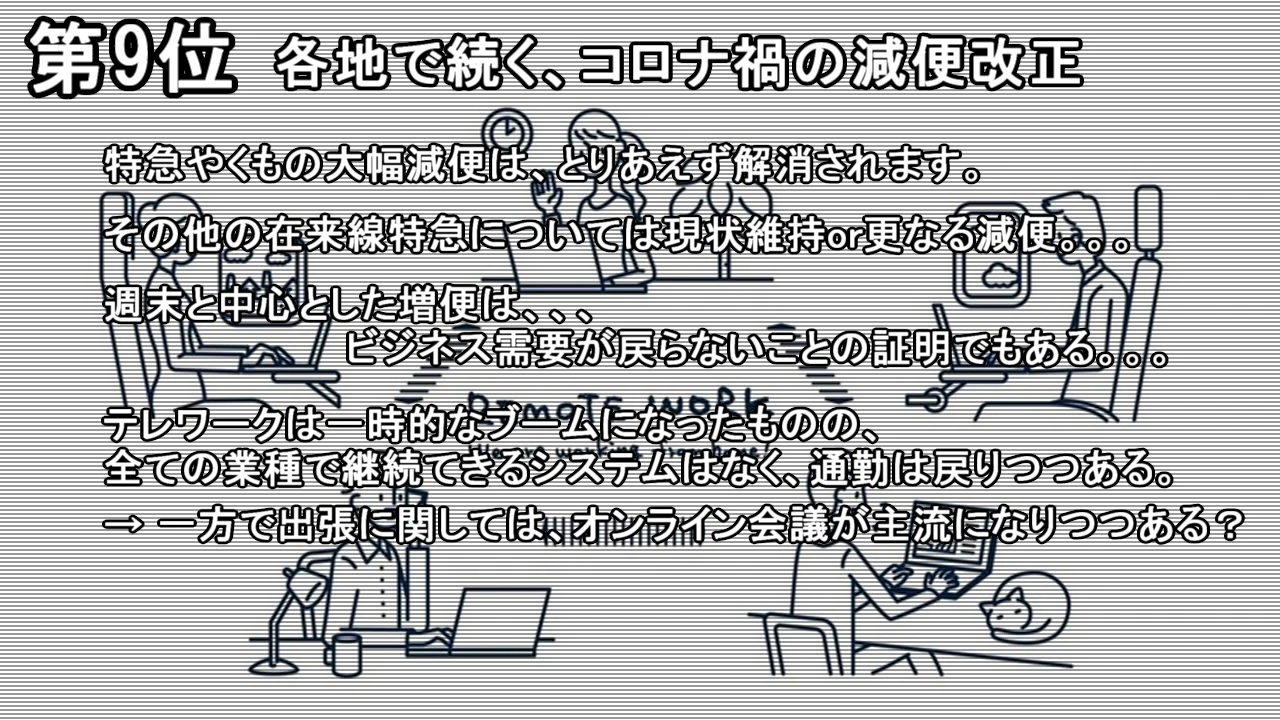 第9位 各地で続く、コロナ禍の減便改正
特急やくもの大幅減便は、とりあえず解消されます。
その他の在来線特急については現状維持or更なる減便。。。
週末と中心とした増便は、、、
ビジネス需要が戻らないことの証明でもある。。。
REMOTE WORK
テレワークは一時的なブームになったものの、
全ての業種で継続できるシステムはなく、通勤は戻りつつある。
→ 一方で出張に関しては、オンライン会議が主流になりつつある？